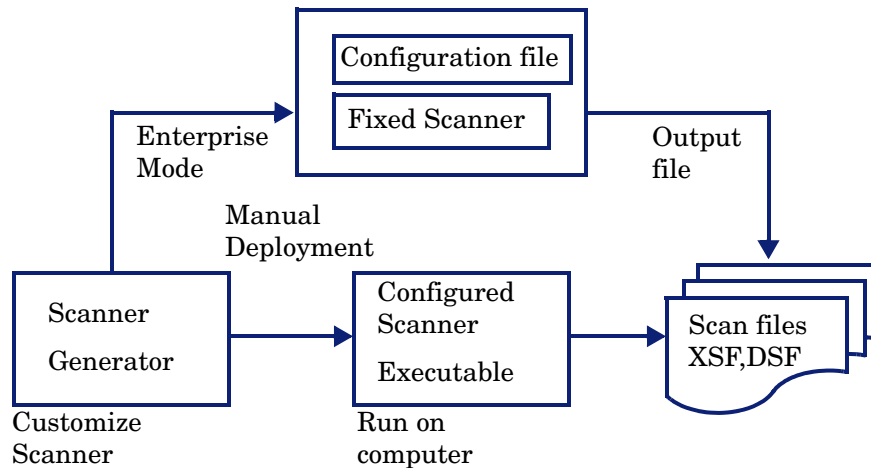 Configuration file
Fixed Scanner
Enterprise
Mode
Output
file
Manual
Deployment
Scanner
Generator
Configured
Scanner
Executable
Scan files
XSF,DSF
Customize
Scanner
Run on
computer